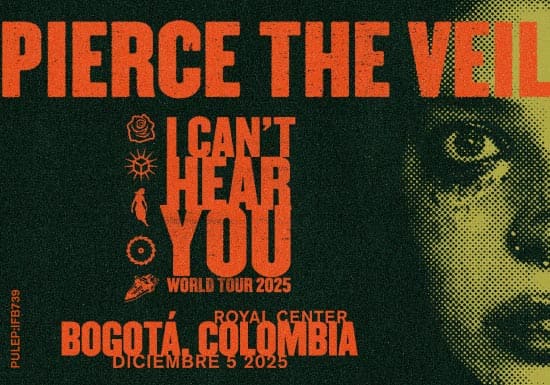 PIERCE THE VEIL
I CAN'T
HEAR
YOU
WORLD TOUR 2025
ROYAL CENTER
BOGOTÁ, COLOMBIA
DICIEMBRE 5 2025
PULEP:IFB739